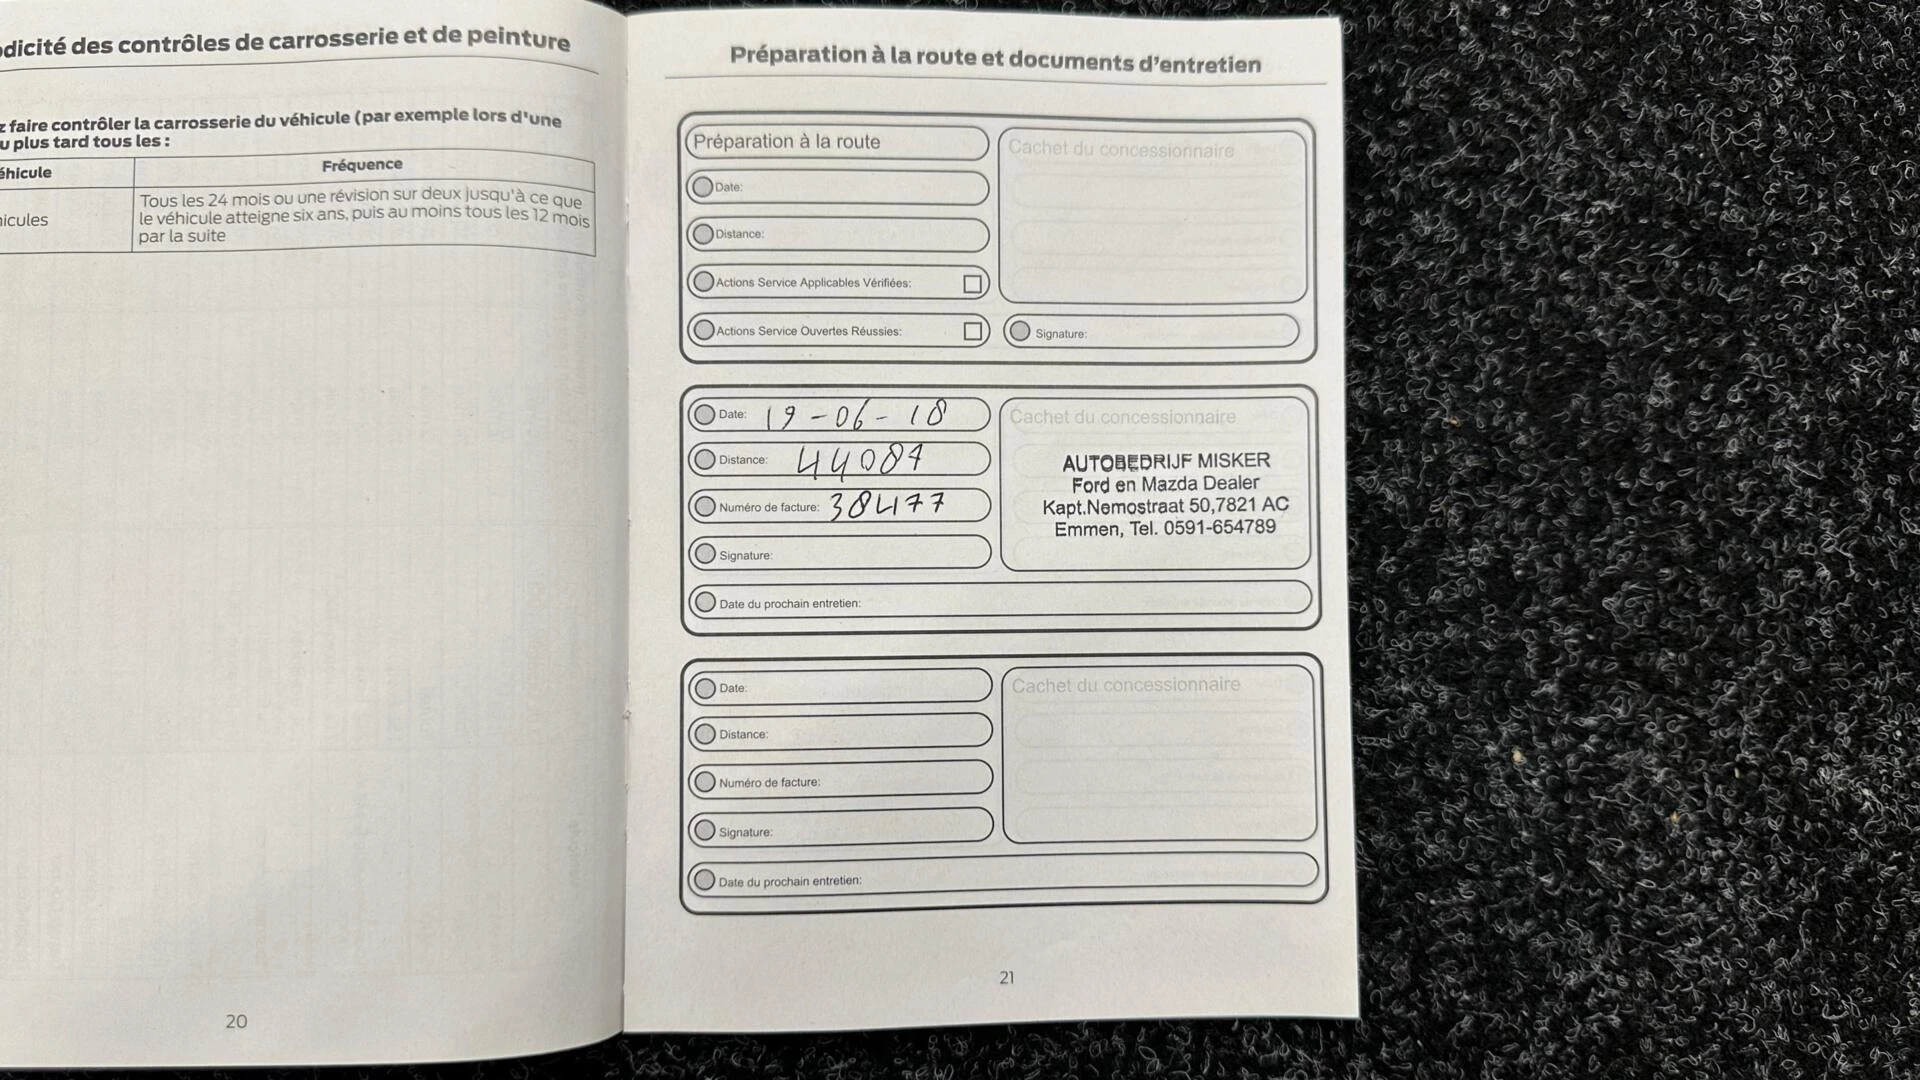 odicité des contrôles de carrosserie et de peinture
z faire contrôler la carrosserie du véhicule (par exemple lors d'une
u plus tard tous les :
éhicule
Fréquence
hicules
Tous les 24 mois ou une révision sur deux jusqu'à ce que
le véhicule atteigne six ans, puis au moins tous les 12 mois
par la suite
20
Préparation à la route et documents d'entretien
Préparation à la route
Cachet du concessionnaire
Date:
Distance:
Actions Service Applicables Vérifiées:
Actions Service Ouvertes Réussies:
Signature:
Date: 19-06-18
Distance: 44087
Numéro de facture: 38477
Signature:
Date du prochain entretien:
Cachet du concessionnaire
AUTOBEDRIJF MISKER
Ford en Mazda Dealer
Kapt.Nemostraat 50,7821 AC
Emmen, Tel. 0591-654789
Date:
Distance:
Numéro de facture:
Signature:
Date du prochain entretien:
Cachet du concessionnaire
21